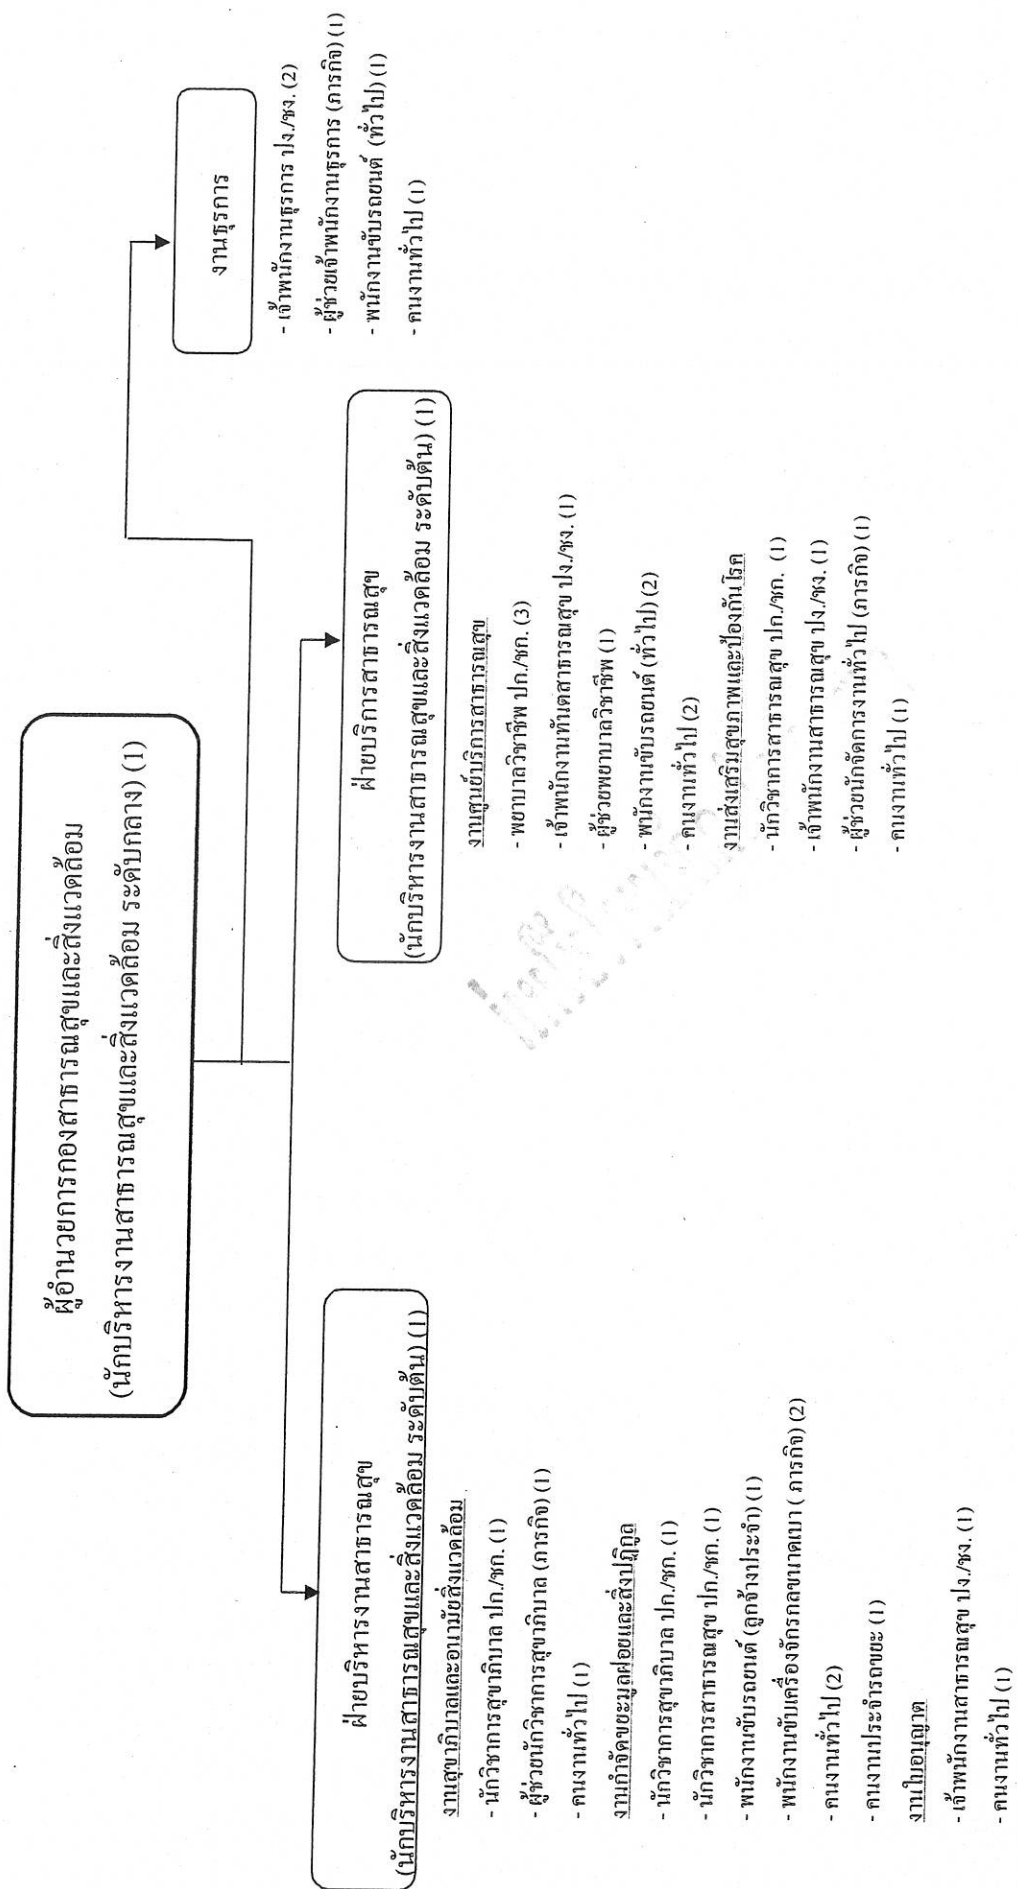 ผู้อำนวยการกองสาธารณสุขและสิ่งแวดล้อม
(นักบริหารงานสาธารณสุขและสิ่งแวดล้อม ระดับกลาง) (1)
ฝ่ายบริหารงานสาธารณสุข
(นักบริหารงานสาธารณสุขและสิ่งแวดล้อม ระดับต้น) (1)
งานสุขาภิบาลและอนามัยสิ่งแวดล้อม
- นักวิชาการสุขาภิบาล ปก./ชก. (1)
- ผู้ช่วยนักวิชาการสุขาภิบาล (ภารกิจ) (1)
- คนงานทั่วไป (1)
งานกำจัดขยะมูลฝอยและสิ่งปฏิกูล
- นักวิชาการสุขาภิบาล ปก./ชก. (1)
- นักวิชาการสาธารณสุข ปก./ชก. (1)
- พนักงานขับรถยนต์ (ลูกจ้างประจำ) (1)
- พนักงานขับเครื่องจักรกลขนาดเบา ( ภารกิจ) (2)
- คนงานทั่วไป (2)
- คนงานประจำรถขยะ (1)
งานใบอนุญาต
- เจ้าพนักงานสาธารณสุข ปง./ชง. (1)
- คนงานทั่วไป (1)
ฝ่ายบริการสาธารณสุข
(นักบริหารงานสาธารณสุขและสิ่งแวดล้อม ระดับต้น) (1)
งานศูนย์บริการสาธารณสุข
- พยาบาลวิชาชีพ ปก./ชก. (3)
- เจ้าพนักงานทันตสาธารณสุข ปง./ชง. (1)
- ผู้ช่วยพยาบาลวิชาชีพ (1)
- พนักงานขับรถยนต์ (ทั่วไป) (2)
- คนงานทั่วไป (2)
งานส่งเสริมสุขภาพและป้องกันโรค
- นักวิชาการสาธารณสุข ปก./ชก. (1)
- เจ้าพนักงานสาธารณสุข ปง./ชง. (1)
- ผู้ช่วยนักจัดการงานทั่วไป (ภารกิจ) (1)
- คนงานทั่วไป (1)
งานธุรการ
- เจ้าพนักงานธุรการ ปง./ชง. (2)
- ผู้ช่วยเจ้าพนักงานธุรการ (ภารกิจ) (1)
- พนักงานขับรถยนต์ (ทั่วไป) (1)
- คนงานทั่วไป (1)